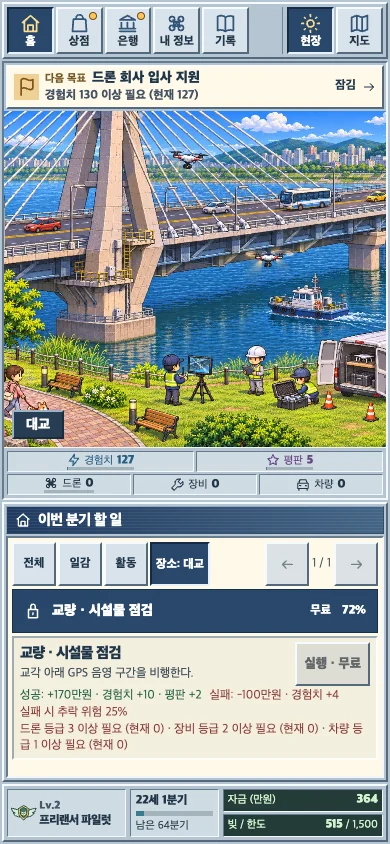 홈
상점
은행
내 정보
기록
현장
지도
다음 목표 드론 회사 입사 지원
경험치 130 이상 필요 (현재 127)
잠김 →
대교
경험치 127
평판 5
드론 0
장비 0
차량 0
이번 분기 할 일
전체
일감
활동
장소: 대교
←
1 / 1
→
교량 · 시설물 점검
무료 72%
교량 · 시설물 점검
교각 아래 GPS 음영 구간을 비행한다.
실행 · 무료
성공: +170만원 · 경험치 +10 · 평판 +2 실패: -100만원 · 경험치 +4
실패 시 추락 위험 25%
드론 등급 3 이상 필요 (현재 0) · 장비 등급 2 이상 필요 (현재 0) · 차량 등
급 1 이상 필요 (현재 0)
Lv.2
프리랜서 파일럿
22세 1분기
남은 64분기
자금 (만원) 364
빚 / 한도 515 / 1,500